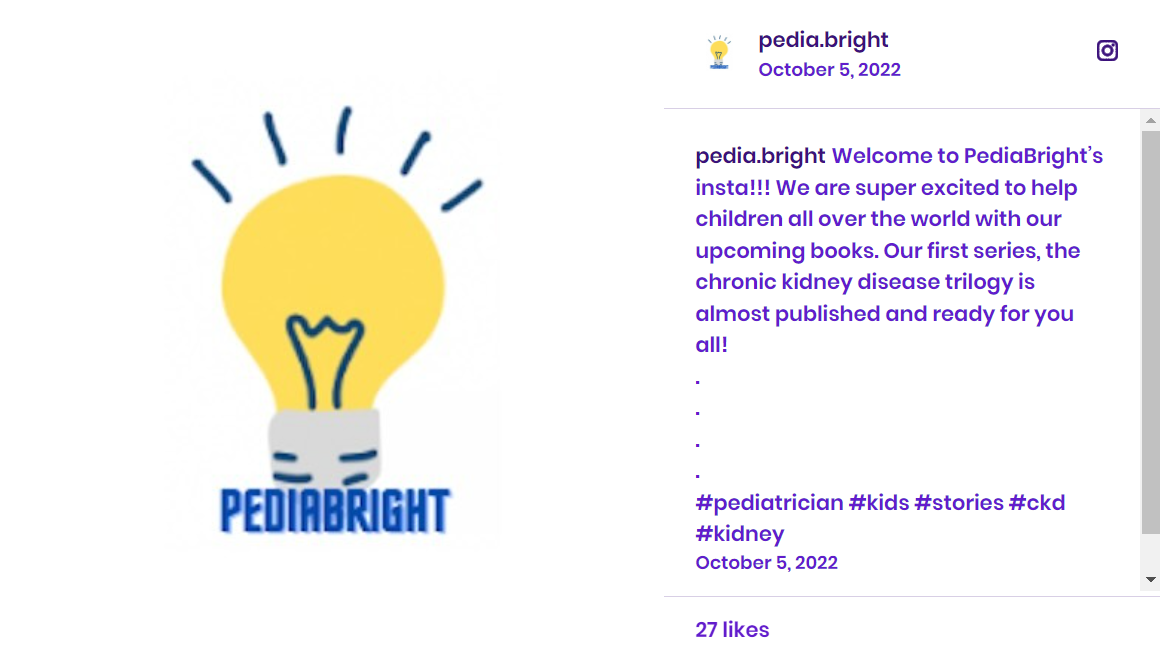 PEDIABRIGHT
pedia.bright
October 5, 2022
pedia.bright Welcome to PediaBright’s
insta!!! We are super excited to help
children all over the world with our
upcoming books. Our first series, the
chronic kidney disease trilogy is
almost published and ready for you
all!
.
.
.
.
#pediatrician #kids #stories #ckd
#kidney
October 5, 2022
27 likes